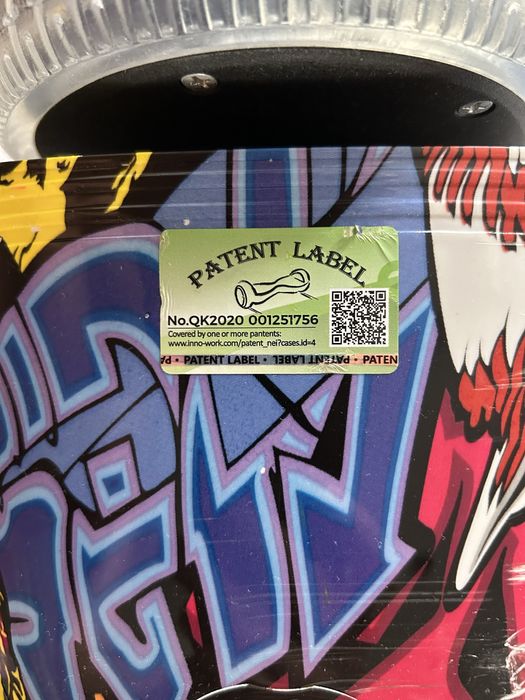 PATENT LABEL
No.QK2020 001251756
Covered by one or more pantents:
www.inno-work.com/patent_nei?cases.id=4
PATENT LABEL • PATENT LABEL • PATEN